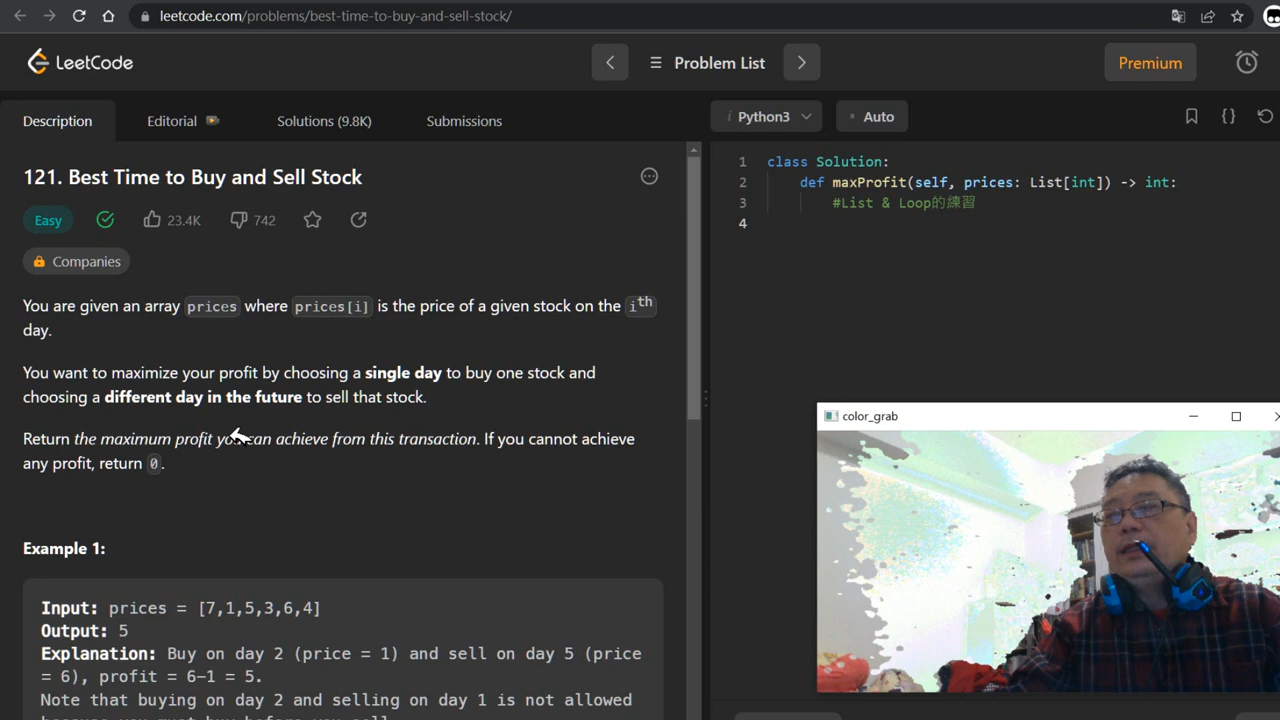 leetcode.com/problems/best-time-to-buy-and-sell-stock/
LeetCode
Problem List
Premium
Description
Editorial
Solutions (9.8K)
Submissions
Python3
Auto
121. Best Time to Buy and Sell Stock
Easy
23.4K
742
Companies
You are given an array prices where prices[i] is the price of a given stock on the ith
day.
You want to maximize your profit by choosing a single day to buy one stock and
choosing a different day in the future to sell that stock.
Return the maximum profit you can achieve from this transaction. If you cannot achieve
any profit, return 0.
Example 1:
Input: prices = [7,1,5,3,6,4]
Output: 5
Explanation: Buy on day 2 (price = 1) and sell on day 5 (price
= 6), profit = 6-1 = 5.
Note that buying on day 2 and selling on day 1 is not allowed
because you must buy before you sell.
1 class Solution:
2 def maxProfit(self, prices: List[int]) -> int:
3 #List & Loop的練習
4
color_grab